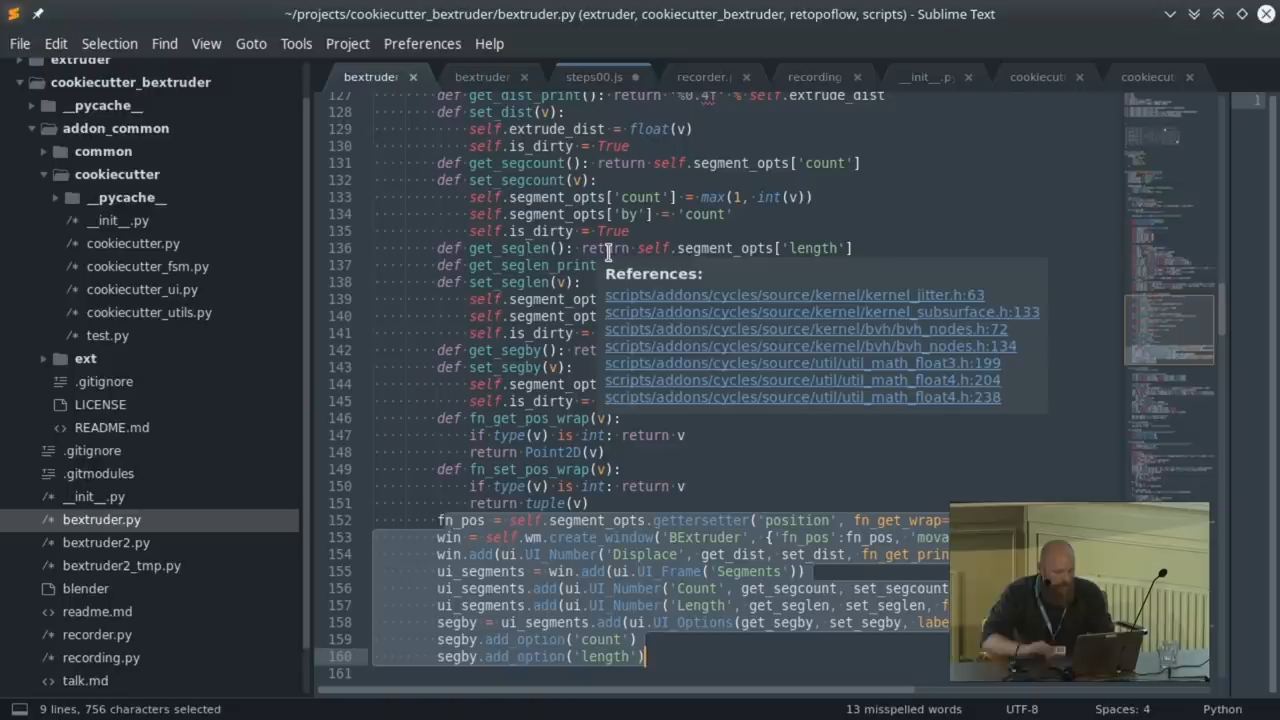 ~/projects/cookiecutter_bextruder/bextruder.py (extruder, cookiecutter_bextruder, retopoflow, scripts) - Sublime Text
File Edit Selection Find View Goto Tools Project Preferences Help
extruder
cookiecutter_bextruder
__pycache__
addon_common
common
cookiecutter
__pycache__
/* __init__.py
/* cookiecutter.py
/* cookiecutter_fsm.py
/* cookiecutter_ui.py
/* cookiecutter_utils.py
/* test.py
ext
.gitignore
<> LICENSE
<> README.md
/* .gitignore
/* .gitmodules
/* __init__.py
/* bextruder.py
/* bextruder2.py
/* bextruder2_tmp.py
<> blender
<> readme.md
/* recorder.py
/* recording.py
<> talk.md
bextruder bextruder steps00.js recorder.p recording __init__.py cookiecut cookiecut
127 def get_dist_print(): return '%0.4f' % self.extrude_dist
128 def set_dist(v):
129 self.extrude_dist = float(v)
130 self.is_dirty = True
131 def get_segcount(): return self.segment_opts['count']
132 def set_segcount(v):
133 self.segment_opts['count'] = max(1, int(v))
134 self.segment_opts['by'] = 'count'
135 self.is_dirty = True
136 def get_seglen(): return self.segment_opts['length']
137 def get_seglen_print
138 def set_seglen(v):
139 self.segment_opt
140 self.segment_opt
141 self.is_dirty =
142 def get_segby(): ret
143 def set_segby(v):
144 self.segment_opt
145 self.is_dirty =
146 def fn_get_pos_wrap(v):
147 if type(v) is int: return v
148 return Point2D(v)
149 def fn_set_pos_wrap(v):
150 if type(v) is int: return v
151 return tuple(v)
152 fn_pos = self.segment_opts.gettersetter('position', fn_get_wrap=
153 win = self.wm.create_window('BExtruder', {'fn_pos':fn_pos, 'mova
154 win.add(ui.UI_Number('Displace', get_dist, set_dist, fn_get_prin
155 ui_segments = win.add(ui.UI_Frame('Segments'))
156 ui_segments.add(ui.UI_Number('Count', get_segcount, set_segcount
157 ui_segments.add(ui.UI_Number('Length', get_seglen, set_seglen, f
158 segby = ui_segments.add(ui.UI_Options(get_segby, set_segby, labe
159 segby.add_option('count')
160 segby.add_option('length')
161
References:
scripts/addons/cycles/source/kernel/kernel_jitter.h:63
scripts/addons/cycles/source/kernel/kernel_subsurface.h:133
scripts/addons/cycles/source/kernel/bvh/bvh_nodes.h:72
scripts/addons/cycles/source/kernel/bvh/bvh_nodes.h:134
scripts/addons/cycles/source/util/util_math_float3.h:199
scripts/addons/cycles/source/util/util_math_float4.h:204
scripts/addons/cycles/source/util/util_math_float4.h:238
1
9 lines, 756 characters selected 13 misspelled words UTF-8 Spaces: 4 Python